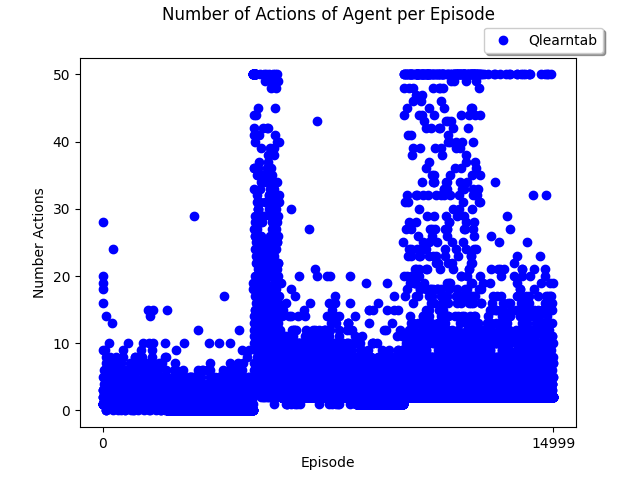 Number of Actions of Agent per Episode
Qlearntab
50
40
30
20
10
0
Number Actions
0 14999
Episode